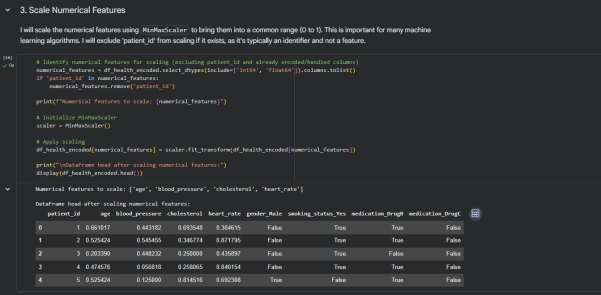 3. Scale Numerical Features
I will scale the numerical features using MinMaxScaler to bring them into a common range (0 to 1). This is important for many machine
learning algorithms. I will exclude 'patient_id' from scaling if it exists, as it's typically an identifier and not a feature.
# Identify numerical features for scaling (excluding patient_id and already encoded/handled columns)
numerical_features = df_health_encoded.select_dtypes(include=['int64', 'float64']).columns.tolist()
if 'patient_id' in numerical_features:
numerical_features.remove('patient_id')
print(f"Numerical features to scale: {numerical_features}")
# Initialize MinMaxScaler
scaler = MinMaxScaler()
# Apply scaling
df_health_encoded[numerical_features] = scaler.fit_transform(df_health_encoded[numerical_features])
print("\nDataframe head after scaling numerical features:")
display(df_health_encoded.head())
Numerical features to scale: ['age', 'blood_pressure', 'cholesterol', 'heart_rate']
Dataframe head after scaling numerical features:
patient_id age blood_pressure cholesterol heart_rate gender_Male smoking_status_Yes medication_DrugB medication_DrugC
0 1 0.661017 0.443182 0.693548 0.384615 False True True False
1 2 0.525424 0.545455 0.346774 0.871795 False True True False
2 3 0.203390 0.448232 0.250000 0.435897 False True False False
3 4 0.474576 0.056818 0.258065 0.846154 False True True False
4 5 0.525424 0.125000 0.814516 0.692308 True False True False